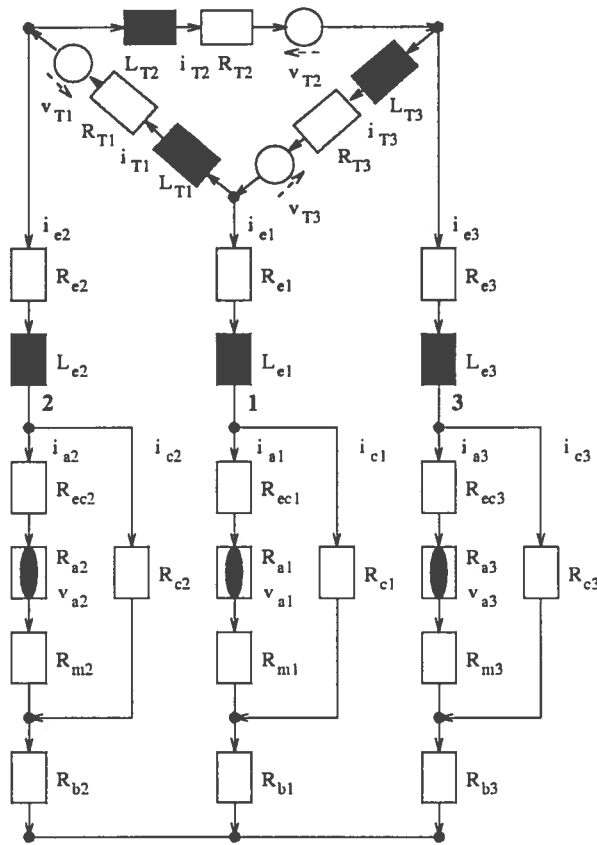 L_T2 i_T2 R_T2 v_T2
v_T1 R_T1 i_T1 L_T1
L_T3 i_T3 R_T3 v_T3
i_e2 i_e1 i_e3
R_e2 R_e1 R_e3
L_e2 L_e1 L_e3
2 1 3
i_a2 i_c2 i_a1 i_c1 i_a3 i_c3
R_ec2 R_ec1 R_ec3
R_a2 R_c2 R_a1 R_c1 R_a3 R_c3
v_a2 v_a1 v_a3
R_m2 R_m1 R_m3
R_b2 R_b1 R_b3